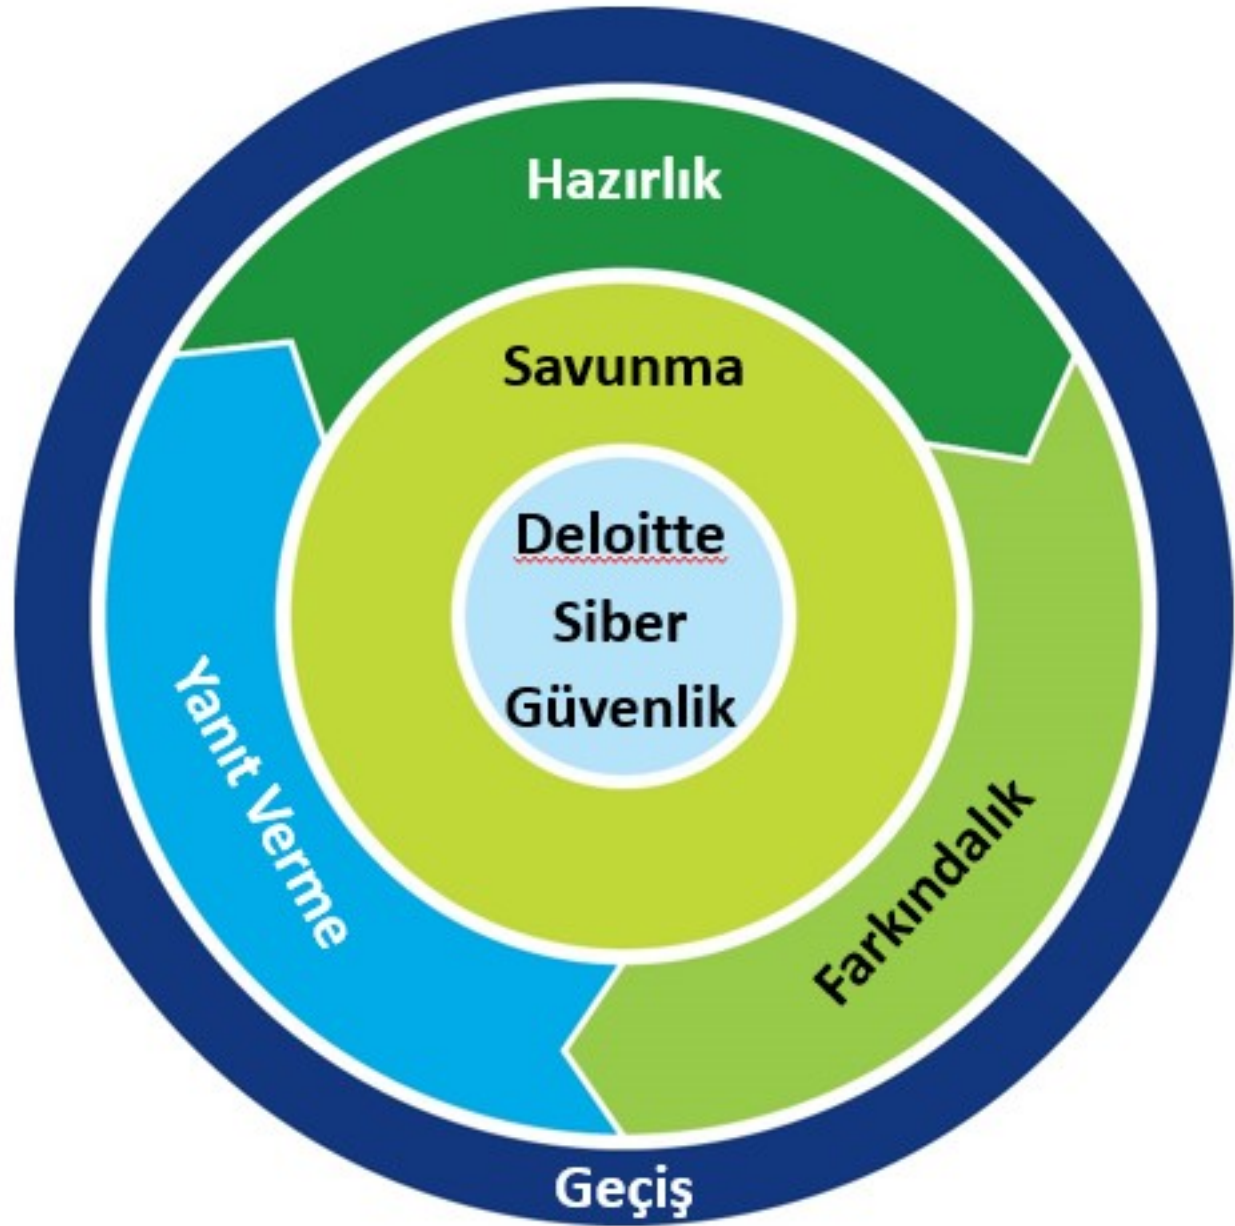 Hazırlık
Savunma
Deloitte
Siber
Güvenlik
Yanıt Verme
Farkındalık
Geçiş